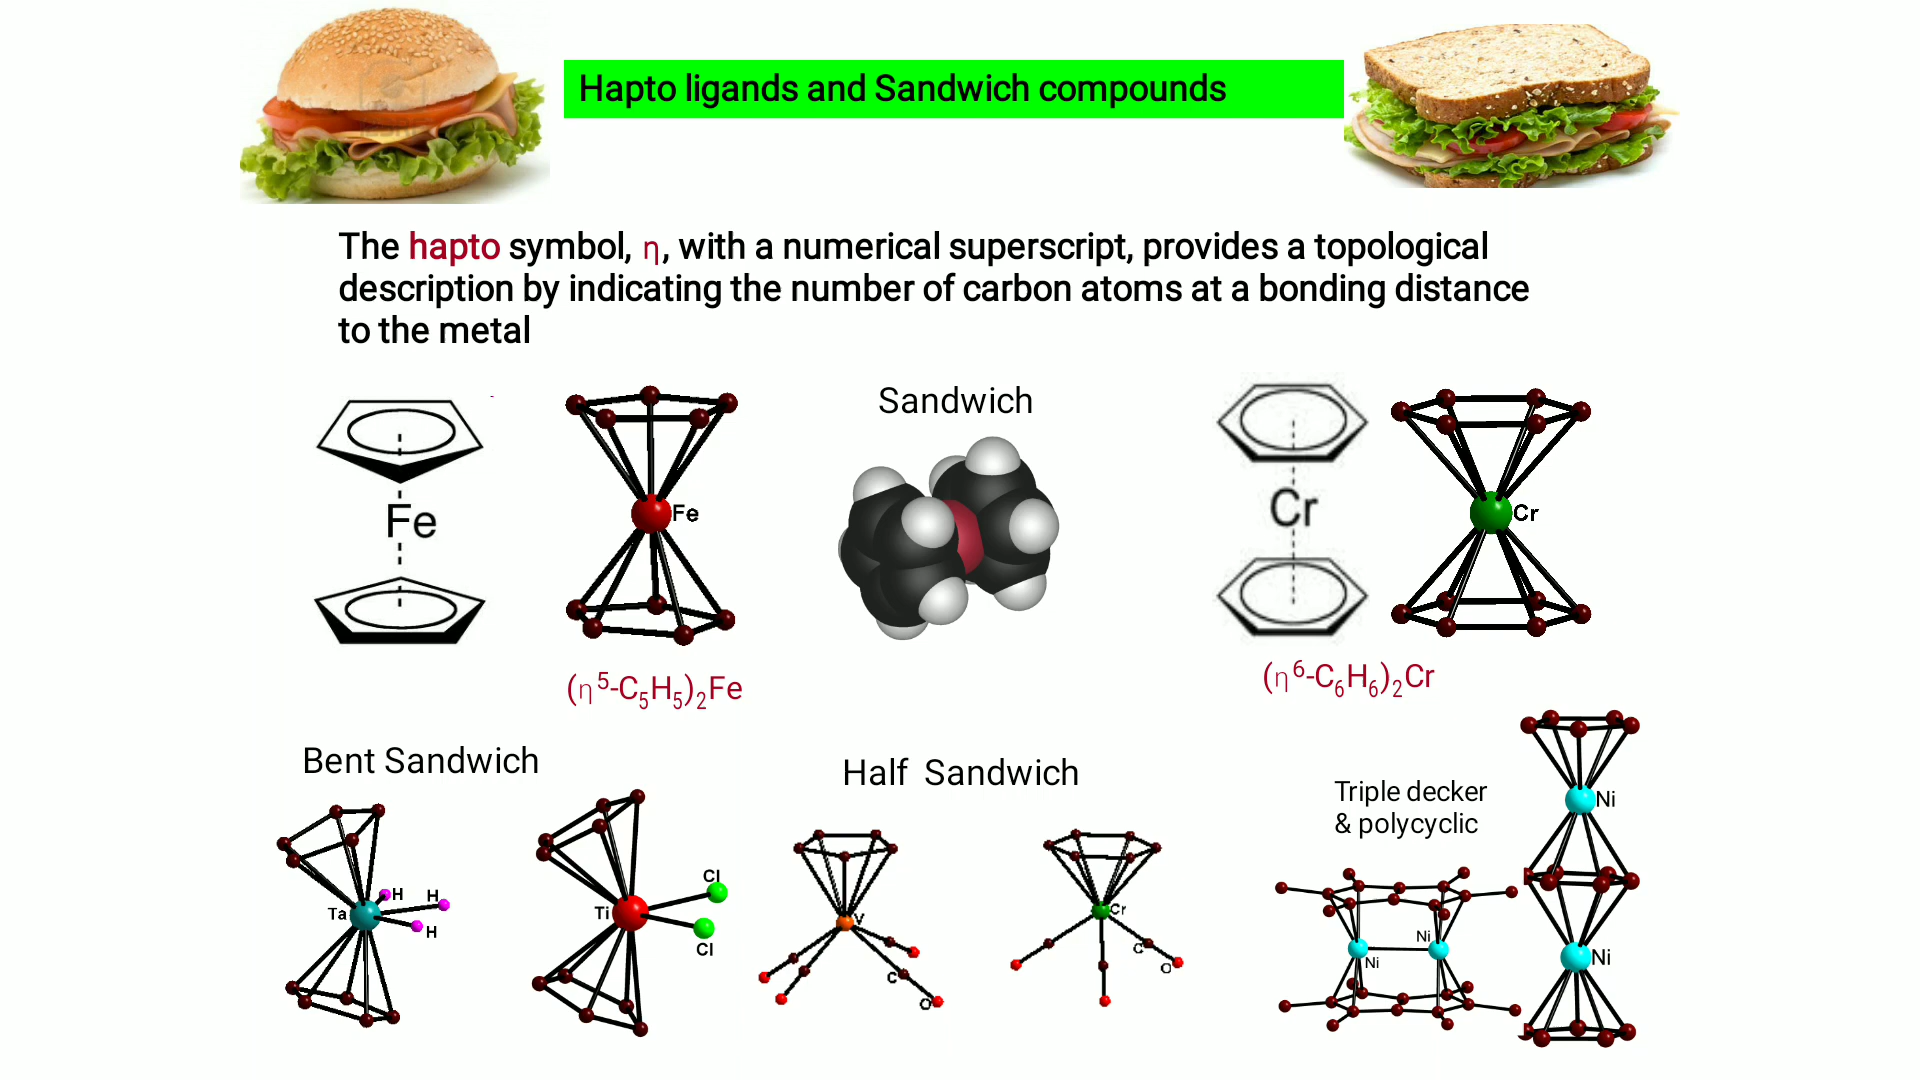 Hapto ligands and Sandwich compounds
The hapto symbol, η, with a numerical superscript, provides a topological
description by indicating the number of carbon atoms at a bonding distance
to the metal
Sandwich
Fe
Fe
Cr
Cr
(η⁵-C₅H₅)₂Fe
(η⁶-C₆H₆)₂Cr
Bent Sandwich
Half Sandwich
Triple decker
& polycyclic
Ta
H
H
H
Ti
Cl
Cl
V
C
O
Cr
C
O
Ni
Ni
Ni
Ni